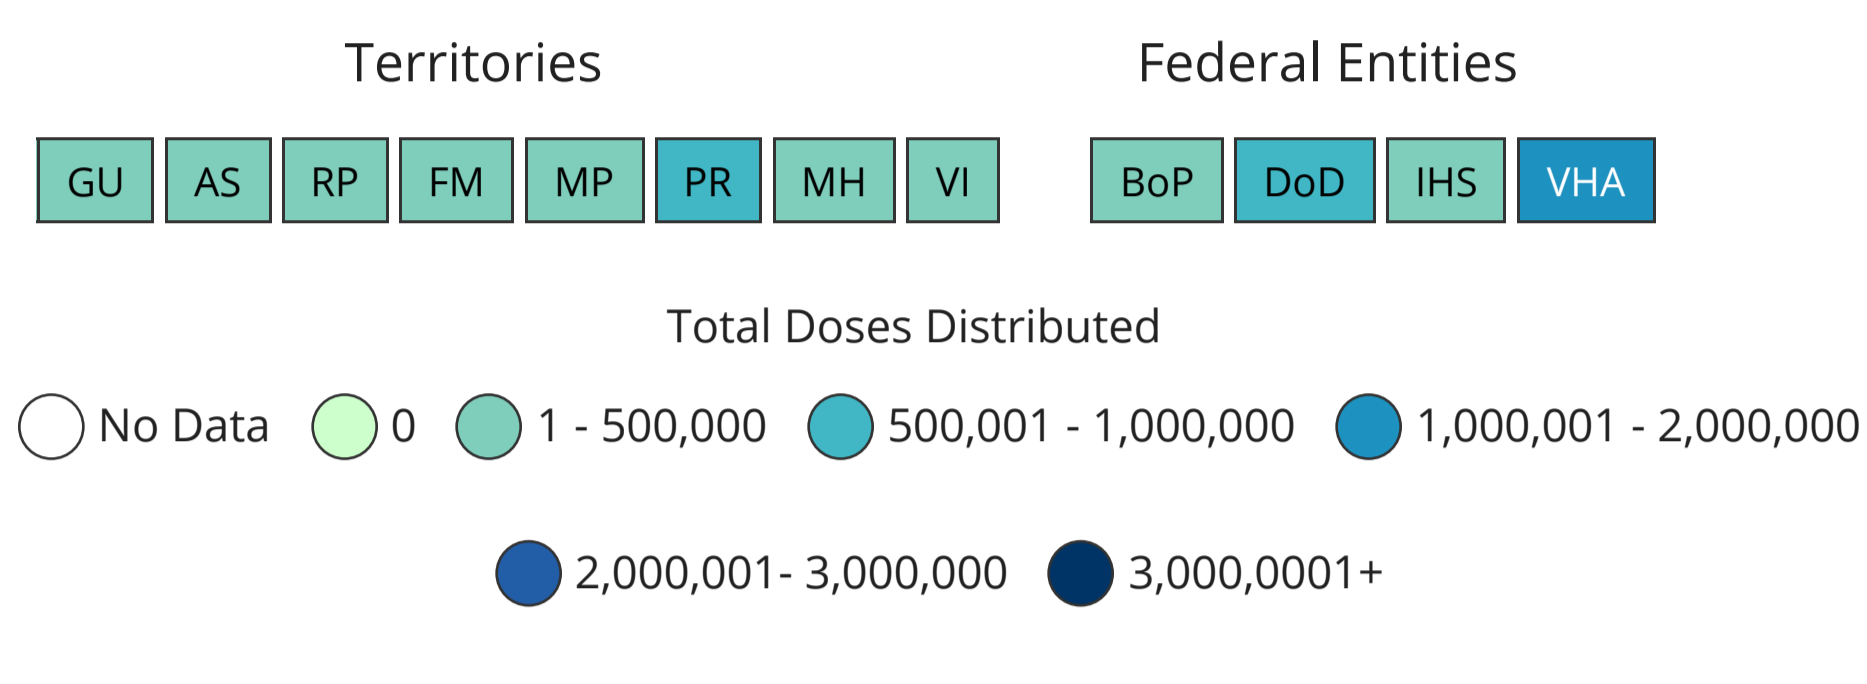 Territories
Federal Entities
GU AS RP FM MP PR MH VI
BoP DoD IHS VHA
Total Doses Distributed
No Data 0 1 - 500,000 500,001 - 1,000,000 1,000,001 - 2,000,000
2,000,001- 3,000,000 3,000,0001+